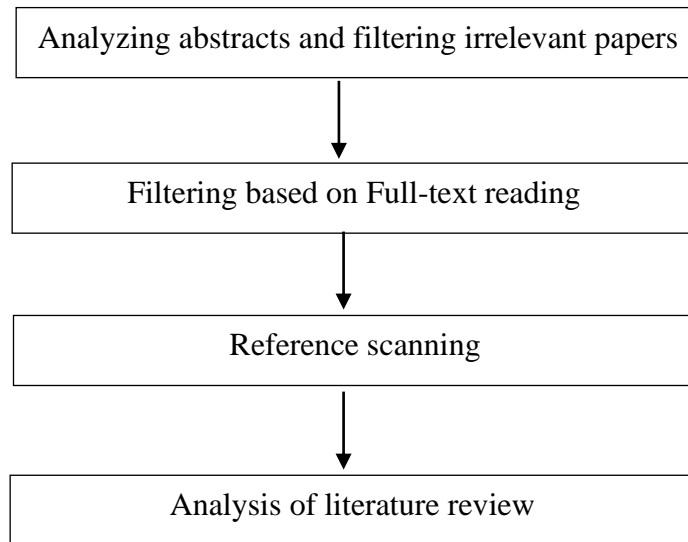 Analyzing abstracts and filtering irrelevant papers
Filtering based on Full-text reading
Reference scanning
Analysis of literature review